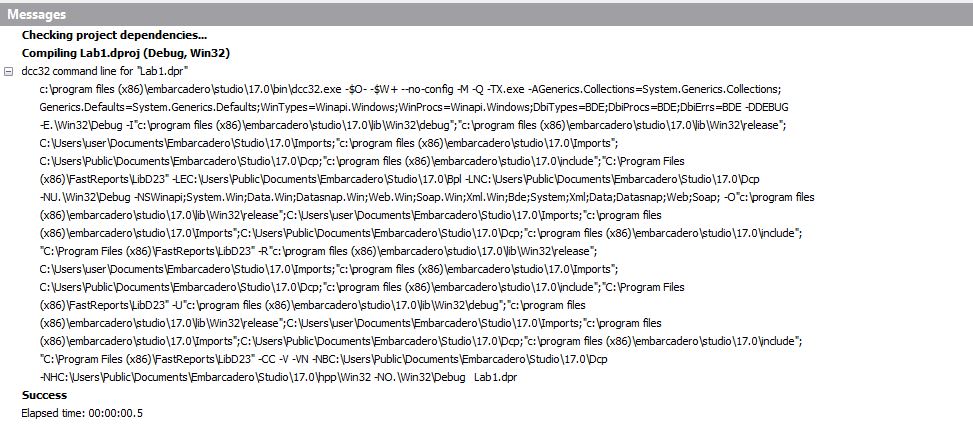 Messages
Checking project dependencies...
Compiling Lab1.dproj (Debug, Win32)
dcc32 command line for "Lab1.dpr"
c:\program files (x86)\embarcadero\studio\17.0\bin\dcc32.exe -$O- -$W+ --no-config -M -Q -TX.exe -AGenerics.Collections=System.Generics.Collections;
Generics.Defaults=System.Generics.Defaults;WinTypes=Winapi.Windows;WinProcs=Winapi.Windows;DbiTypes=BDE;DbiProcs=BDE;DbiErrs=BDE -DDEBUG
-E.\Win32\Debug -I"c:\program files (x86)\embarcadero\studio\17.0\lib\Win32\debug";"c:\program files (x86)\embarcadero\studio\17.0\lib\Win32\release";
C:\Users\user\Documents\Embarcadero\Studio\17.0\Imports;"c:\program files (x86)\embarcadero\studio\17.0\Imports";
C:\Users\Public\Documents\Embarcadero\Studio\17.0\Dcp;"c:\program files (x86)\embarcadero\studio\17.0\include";"C:\Program Files
(x86)\FastReports\LibD23" -LEC:\Users\Public\Documents\Embarcadero\Studio\17.0\Bpl -LNC:\Users\Public\Documents\Embarcadero\Studio\17.0\Dcp
-NU.\Win32\Debug -NSWinapi;System.Win;Data.Win;Datasnap.Win;Web.Win;Soap.Win;Xml.Win;Bde;System;Xml;Data;Datasnap;Web;Soap; -O"c:\program files
(x86)\embarcadero\studio\17.0\lib\Win32\release";C:\Users\user\Documents\Embarcadero\Studio\17.0\Imports;"c:\program files
(x86)\embarcadero\studio\17.0\Imports";C:\Users\Public\Documents\Embarcadero\Studio\17.0\Dcp;"c:\program files (x86)\embarcadero\studio\17.0\include";
"C:\Program Files (x86)\FastReports\LibD23" -R"c:\program files (x86)\embarcadero\studio\17.0\lib\Win32\release";
C:\Users\user\Documents\Embarcadero\Studio\17.0\Imports;"c:\program files (x86)\embarcadero\studio\17.0\Imports";
C:\Users\Public\Documents\Embarcadero\Studio\17.0\Dcp;"c:\program files (x86)\embarcadero\studio\17.0\include";"C:\Program Files
(x86)\FastReports\LibD23" -U"c:\program files (x86)\embarcadero\studio\17.0\lib\Win32\debug";"c:\program files
(x86)\embarcadero\studio\17.0\lib\Win32\release";C:\Users\user\Documents\Embarcadero\Studio\17.0\Imports;"c:\program files
(x86)\embarcadero\studio\17.0\Imports";C:\Users\Public\Documents\Embarcadero\Studio\17.0\Dcp;"c:\program files (x86)\embarcadero\studio\17.0\include";
"C:\Program Files (x86)\FastReports\LibD23" -CC -V -VN -NBC:\Users\Public\Documents\Embarcadero\Studio\17.0\Dcp
-NHC:\Users\Public\Documents\Embarcadero\Studio\17.0\hpp\Win32 -NO.\Win32\Debug Lab1.dpr
Success
Elapsed time: 00:00:00.5